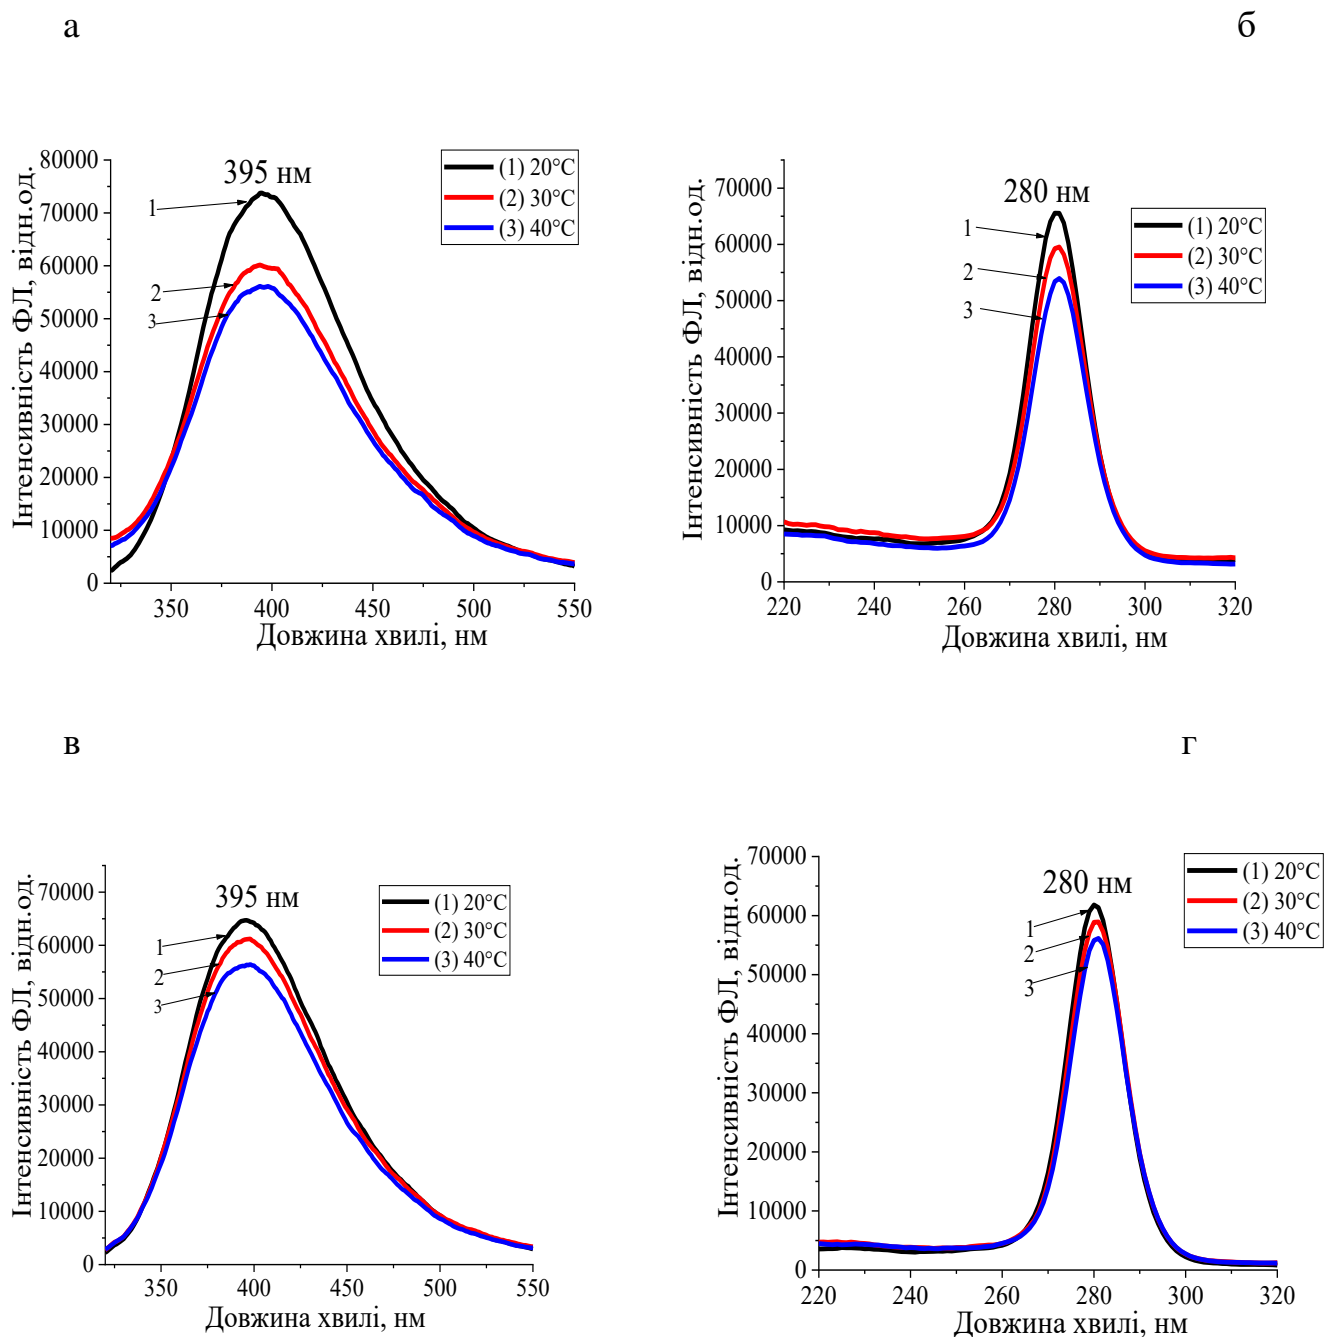 а
б
395 нм
(1) 20°C
(2) 30°C
(3) 40°C
1
2
3
80000
70000
60000
50000
40000
30000
20000
10000
0
350
400
450
500
550
Інтенсивність ФЛ, відн.од.
Довжина хвилі, нм
280 нм
(1) 20°C
(2) 30°C
(3) 40°C
1
2
3
70000
60000
50000
40000
30000
20000
10000
0
220
240
260
280
300
320
Інтенсивність ФЛ, відн.од.
Довжина хвилі, нм
в
г
395 нм
(1) 20°C
(2) 30°C
(3) 40°C
1
2
3
70000
60000
50000
40000
30000
20000
10000
0
350
400
450
500
550
Інтенсивність ФЛ, відн.од.
Довжина хвилі, нм
280 нм
(1) 20°C
(2) 30°C
(3) 40°C
1
2
3
70000
60000
50000
40000
30000
20000
10000
0
220
240
260
280
300
320
Інтенсивність ФЛ, відн.од.
Довжина хвилі, нм